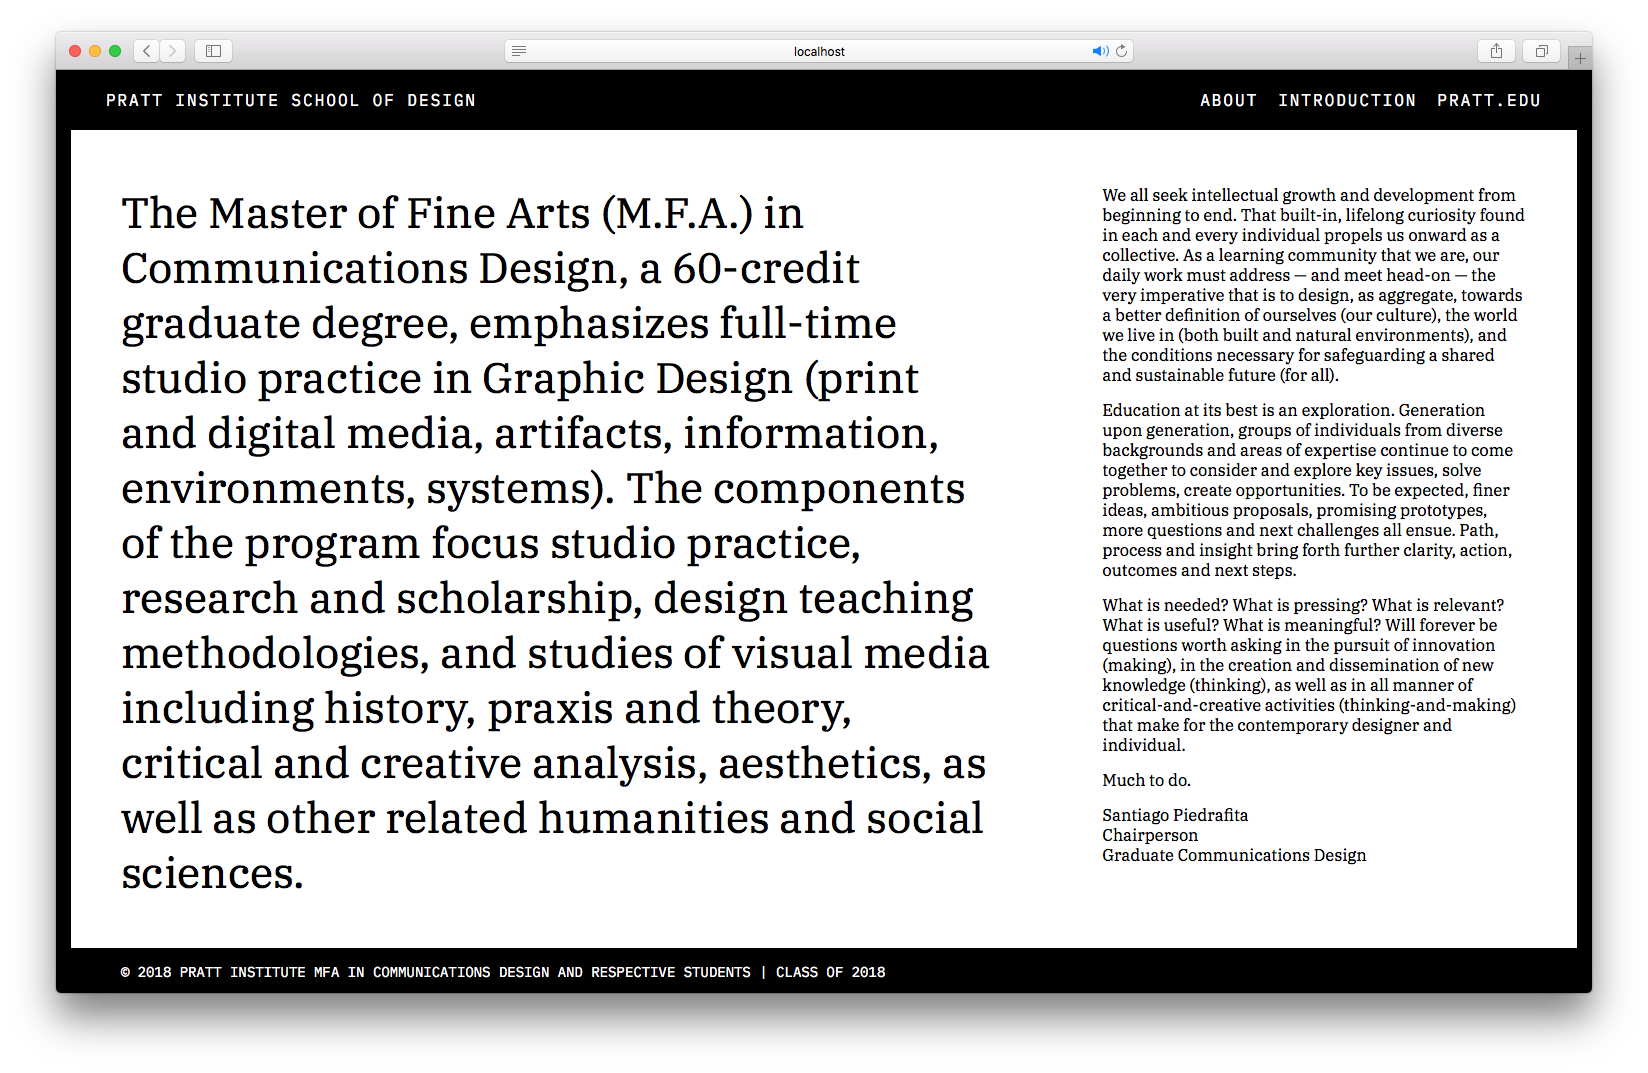 localhost
PRATT INSTITUTE SCHOOL OF DESIGN
ABOUT INTRODUCTION PRATT.EDU
The Master of Fine Arts (M.F.A.) in
Communications Design, a 60-credit
graduate degree, emphasizes full-time
studio practice in Graphic Design (print
and digital media, artifacts, information,
environments, systems). The components
of the program focus studio practice,
research and scholarship, design teaching
methodologies, and studies of visual media
including history, praxis and theory,
critical and creative analysis, aesthetics, as
well as other related humanities and social
sciences.
We all seek intellectual growth and development from
beginning to end. That built-in, lifelong curiosity found
in each and every individual propels us onward as a
collective. As a learning community that we are, our
daily work must address — and meet head-on — the
very imperative that is to design, as aggregate, towards
a better definition of ourselves (our culture), the world
we live in (both built and natural environments), and
the conditions necessary for safeguarding a shared
and sustainable future (for all).
Education at its best is an exploration. Generation
upon generation, groups of individuals from diverse
backgrounds and areas of expertise continue to come
together to consider and explore key issues, solve
problems, create opportunities. To be expected, finer
ideas, ambitious proposals, promising prototypes,
more questions and next challenges all ensue. Path,
process and insight bring forth further clarity, action,
outcomes and next steps.
What is needed? What is pressing? What is relevant?
What is useful? What is meaningful? Will forever be
questions worth asking in the pursuit of innovation
(making), in the creation and dissemination of new
knowledge (thinking), as well as in all manner of
critical-and-creative activities (thinking-and-making)
that make for the contemporary designer and
individual.
Much to do.
Santiago Piedrafita
Chairperson
Graduate Communications Design
© 2018 PRATT INSTITUTE MFA IN COMMUNICATIONS DESIGN AND RESPECTIVE STUDENTS | CLASS OF 2018